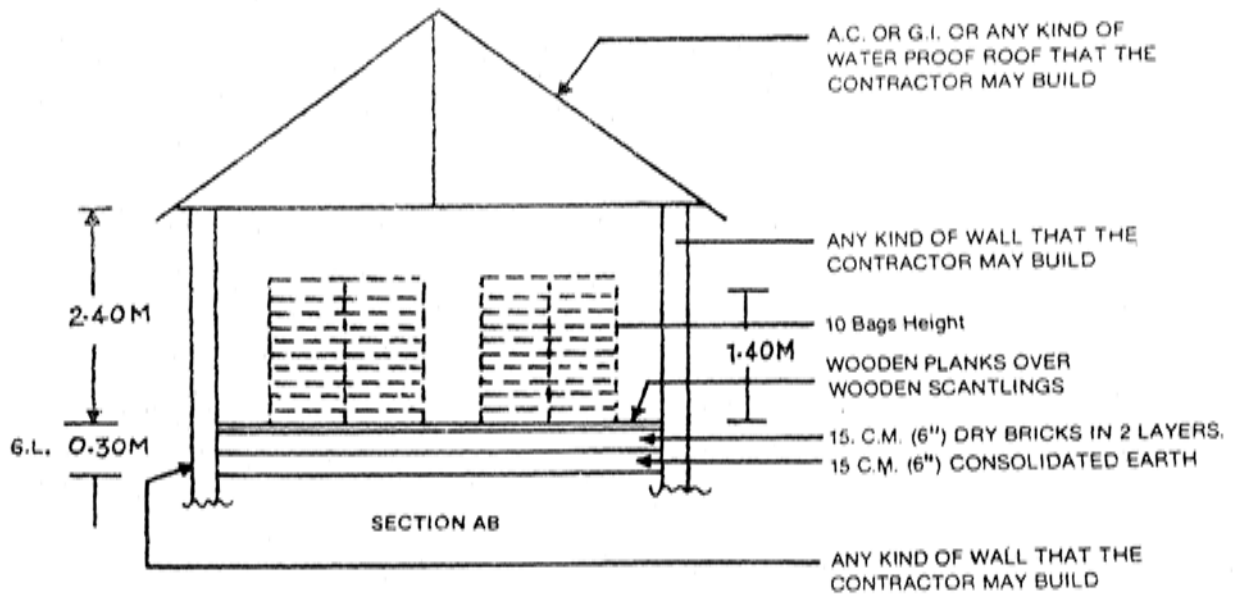 A.C. OR G.I. OR ANY KIND OF
WATER PROOF ROOF THAT THE
CONTRACTOR MAY BUILD
ANY KIND OF WALL THAT THE
CONTRACTOR MAY BUILD
2.40M
10 Bags Height
1.40M
WOODEN PLANKS OVER
WOODEN SCANTLINGS
G.L. 0.30M
15. C.M. (6") DRY BRICKS IN 2 LAYERS.
15 C.M. (6") CONSOLIDATED EARTH
SECTION AB
ANY KIND OF WALL THAT THE
CONTRACTOR MAY BUILD